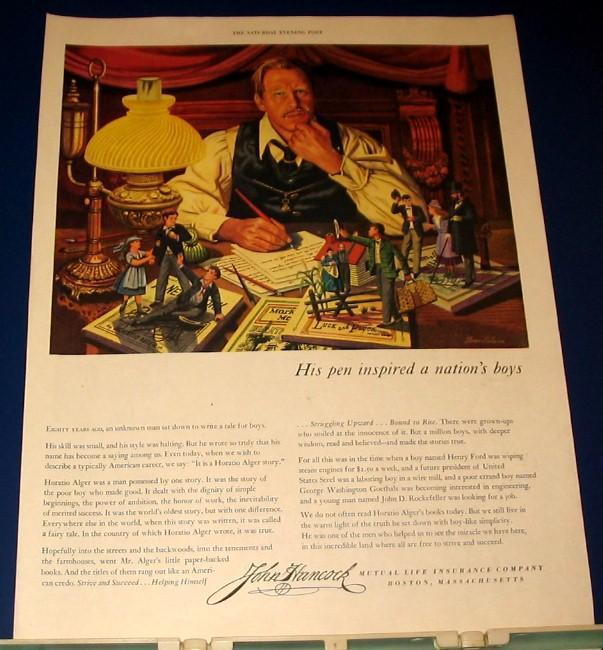 THE SATURDAY EVENING POST
Mark
LUCK and PLUCK
His pen inspired a nation's boys
EIGHTY YEARS AGO, an unknown man sat down to write a tale for boys.
His skill was small, and his style was halting. But he wrote so truly that his
name has become a saying among us. Even today, when we wish to
describe a typically American career, we say: "It is a Horatio Alger story."
Horatio Alger was a man possessed by one story. It was the story of
the poor boy who made good. It dealt with the dignity of simple
beginnings, the power of ambition, the honor of work, the inevitability
of merited success. It was the world's oldest story, but with one difference.
Everywhere else in the world, when this story was written, it was called
a fairy tale. In the country of which Horatio Alger wrote, it was true.
Hopefully into the streets and the backwoods, into the tenements and
the farmhouses, went Mr. Alger's little paper-backed
books. And the titles of them rang out like an Ameri-
can credo. Strive and Succeed . . . Helping Himself
. . . Struggling Upward . . . Bound to Rise. There were grown-ups
who smiled at the innocence of it. But a million boys, with deeper
wisdom, read and believed—and made the stories true.
For all this was in the time when a boy named Henry Ford was wiping
steam engines for $2.50 a week, and a future president of United
States Steel was a laboring boy in a wire mill, and a poor errand boy named
George Washington Goethals was becoming interested in engineering,
and a young man named John D. Rockefeller was looking for a job.
We do not often read Horatio Alger's books today. But we still live in
the warm light of the truth he set down with boy-like simplicity.
He was one of the men who helped us to see the miracle we have here,
in this incredible land where all are free to strive and succeed.
John Hancock MUTUAL LIFE INSURANCE COMPANY
BOSTON, MASSACHUSETTS